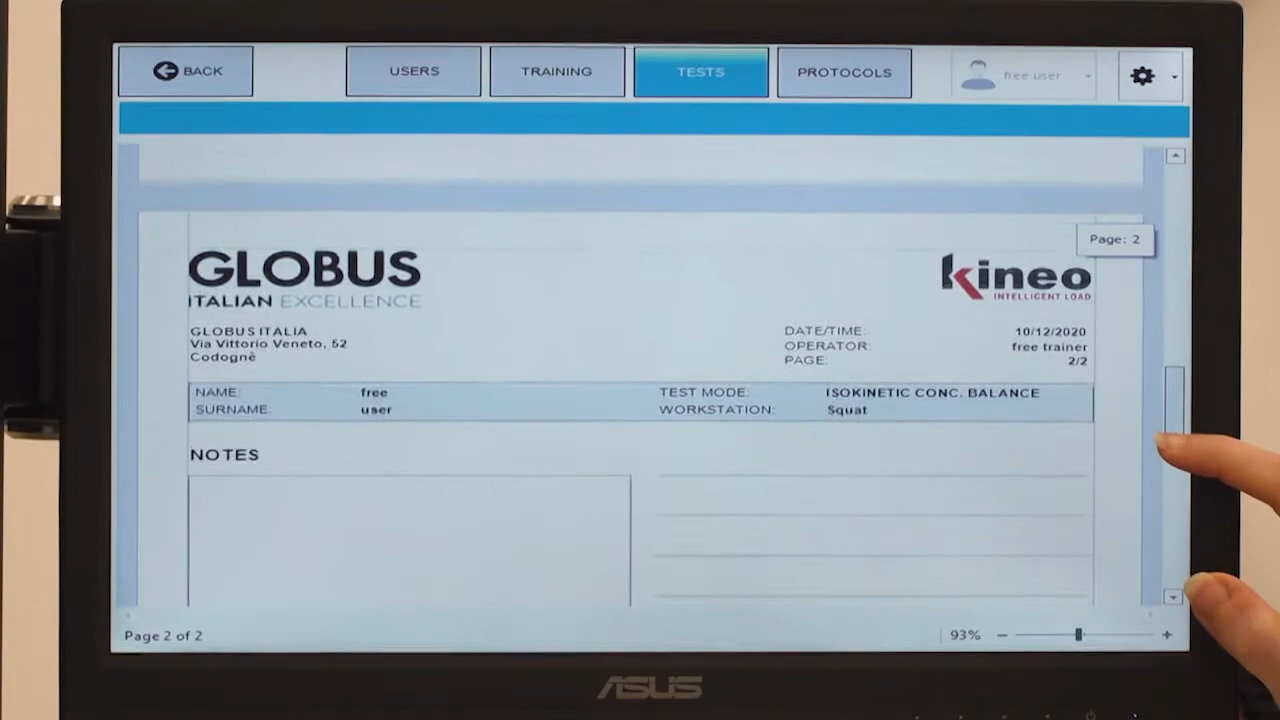 BACK
USERS
TRAINING
TESTS
PROTOCOLS
free user
Page: 2
GLOBUS
ITALIAN EXCELLENCE
kineo
INTELLIGENT LOAD
GLOBUS ITALIA
Via Vittorio Veneto, 52
Codognè
DATE/TIME: 10/12/2020
OPERATOR: free trainer
PAGE: 2/2
NAME: free
SURNAME: user
TEST MODE: ISOKINETIC CONC. BALANCE
WORKSTATION: Squat
NOTES
Page 2 of 2
93%
ASUS